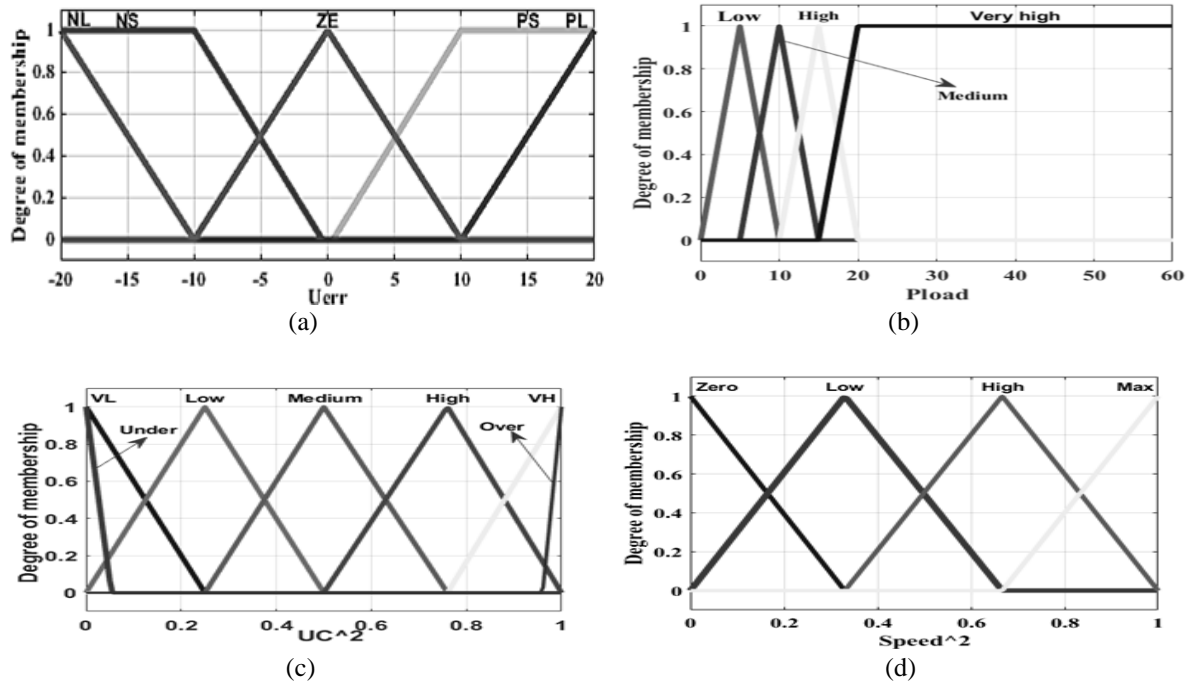 NL NS ZE PS PL
Degree of membership
1
0.8
0.6
0.4
0.2
0
-20 -15 -10 -5 0 5 10 15 20
Uerr
(a)
Low High Very high
Medium
Degree of membership
1
0.8
0.6
0.4
0.2
0
0 10 20 30 40 50 60
Pload
(b)
VL Low Medium High VH
Under Over
Degree of membership
1
0.8
0.6
0.4
0.2
0
0 0.2 0.4 0.6 0.8 1
UC^2
(c)
Zero Low High Max
Degree of membership
1
0.8
0.6
0.4
0.2
0
0 0.2 0.4 0.6 0.8 1
Speed^2
(d)